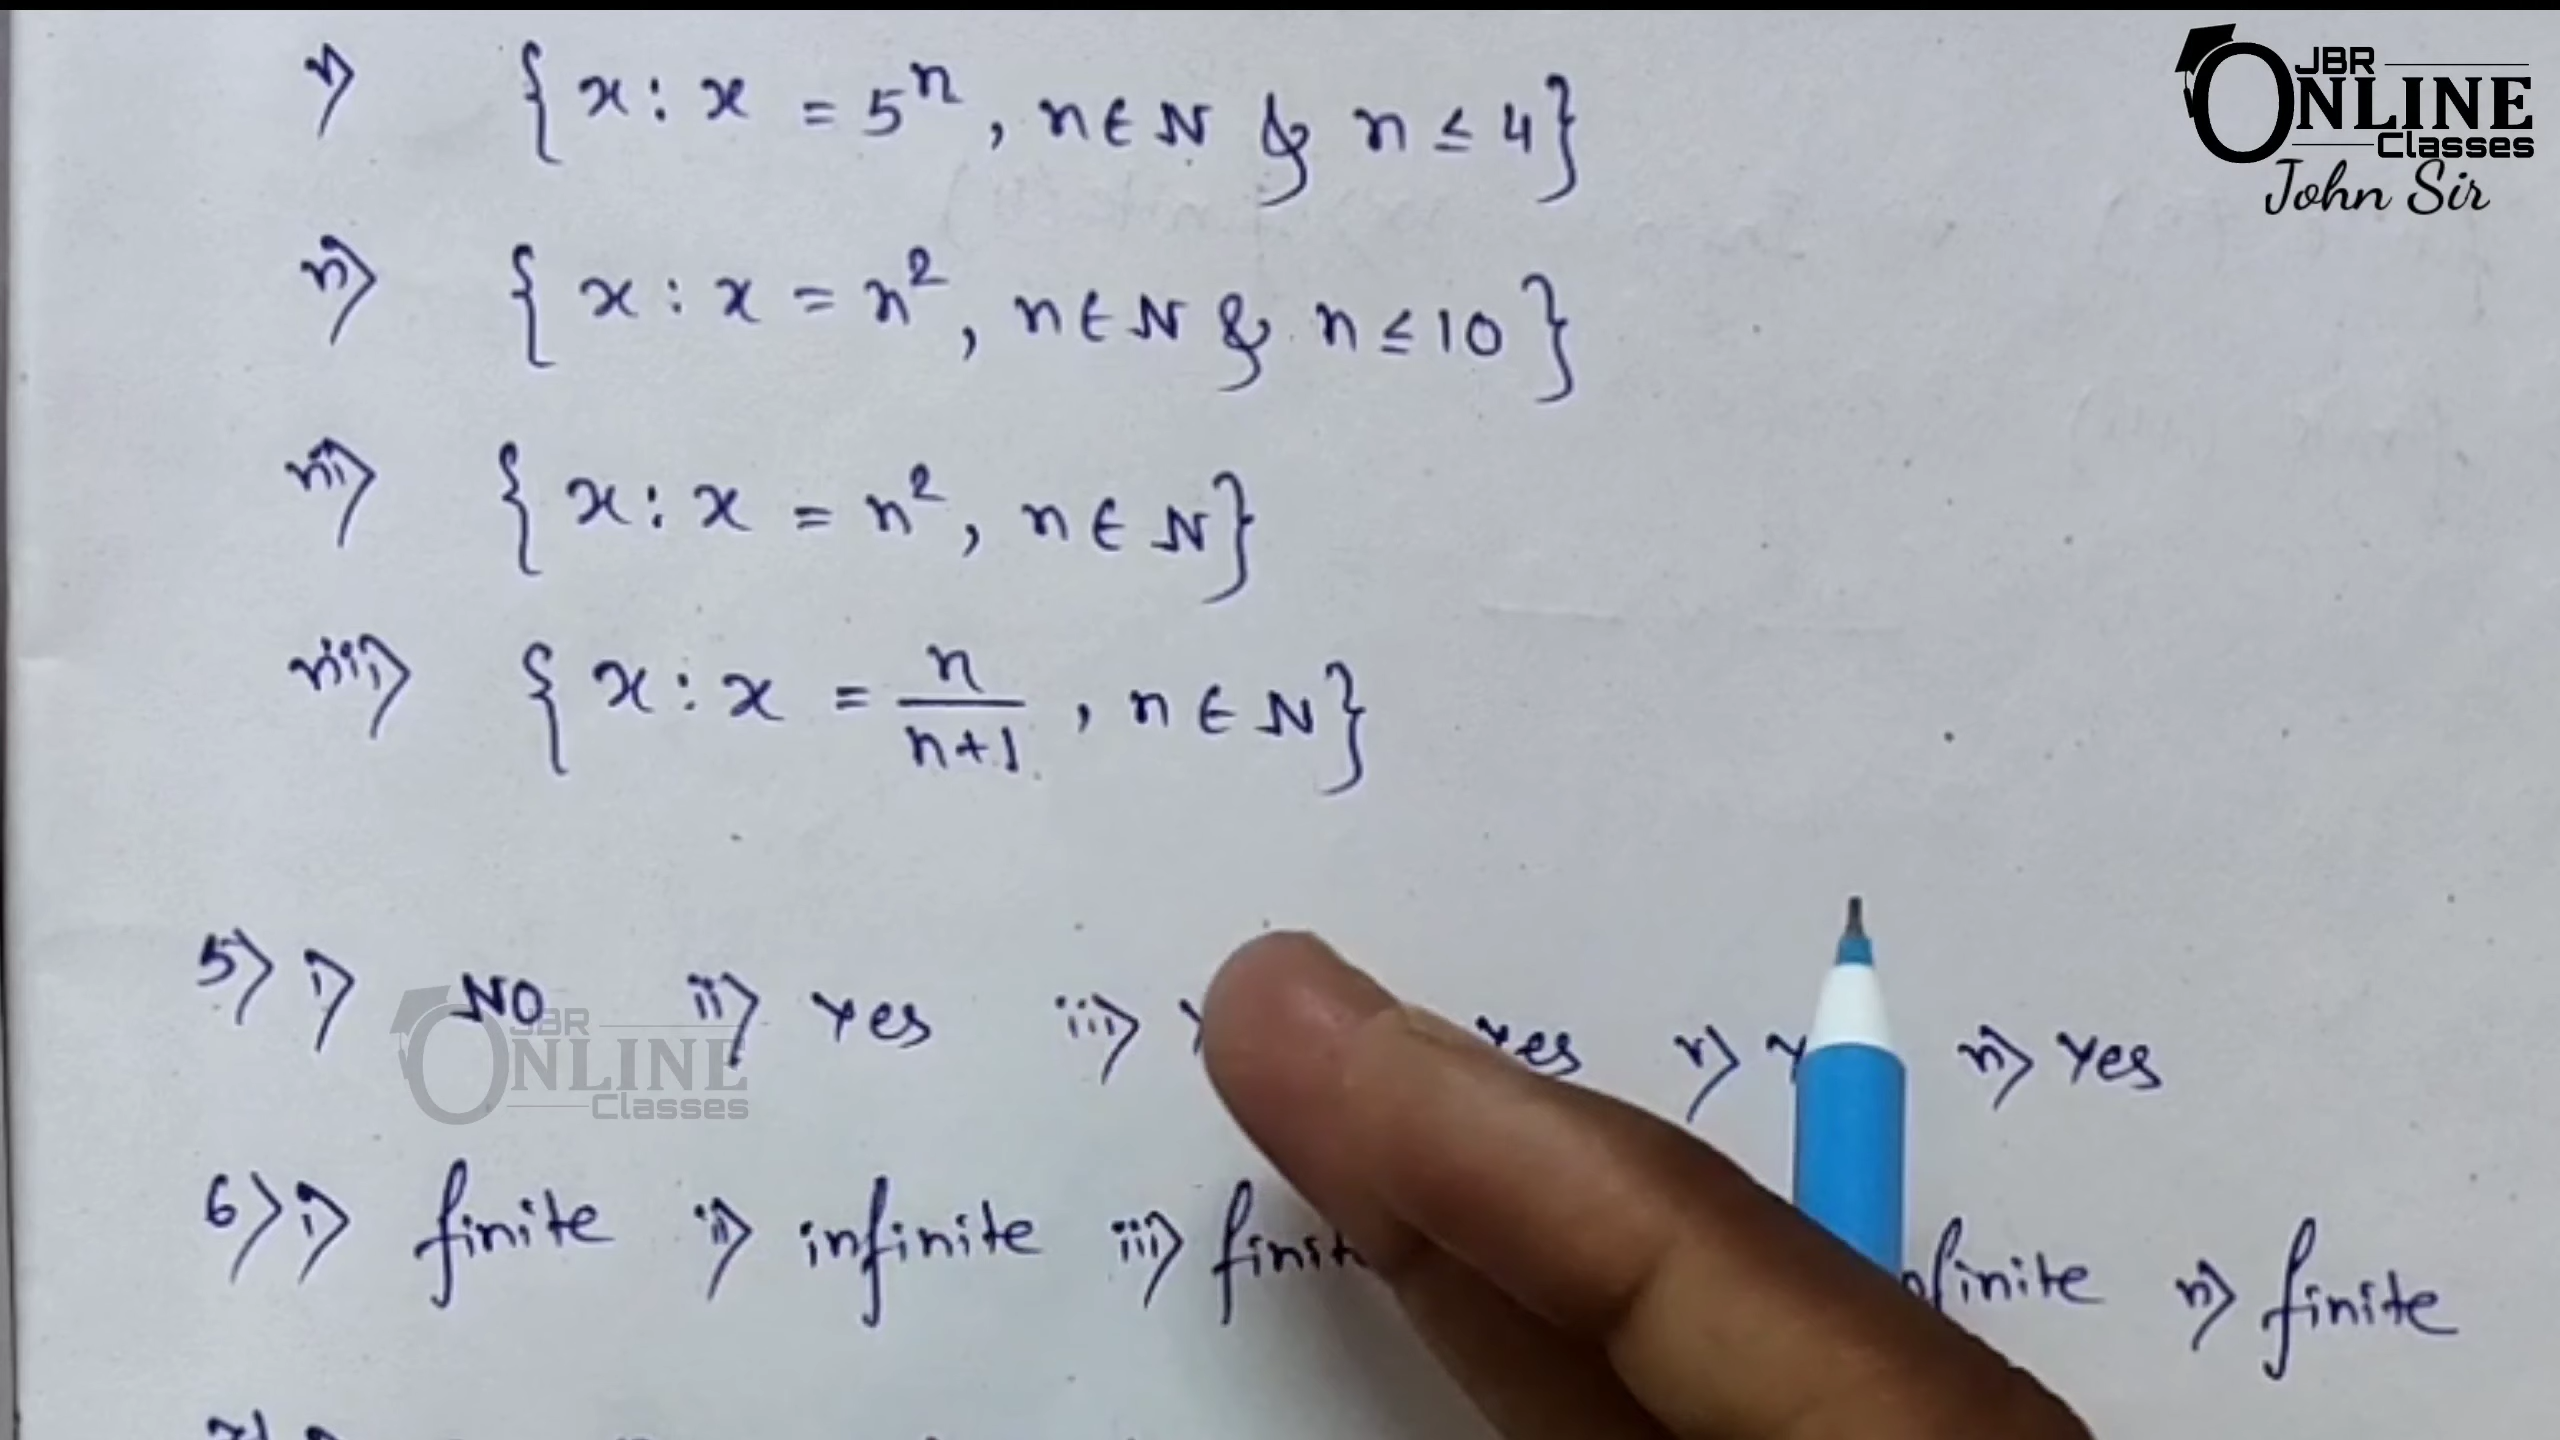 JBR
ONLINE
Classes
John Sir
v) {x : x = 5ⁿ, n ∈ N & n ≤ 4}
vi) {x : x = n², n ∈ N & n ≤ 10}
vii) {x : x = n², n ∈ N}
viii) {x : x = n/(n+1), n ∈ N}
5) i) NO ii) Yes iii) Yes v) vi) Yes
JBR
ONLINE
Classes
6) i) finite ii) infinite iii) vi) finite